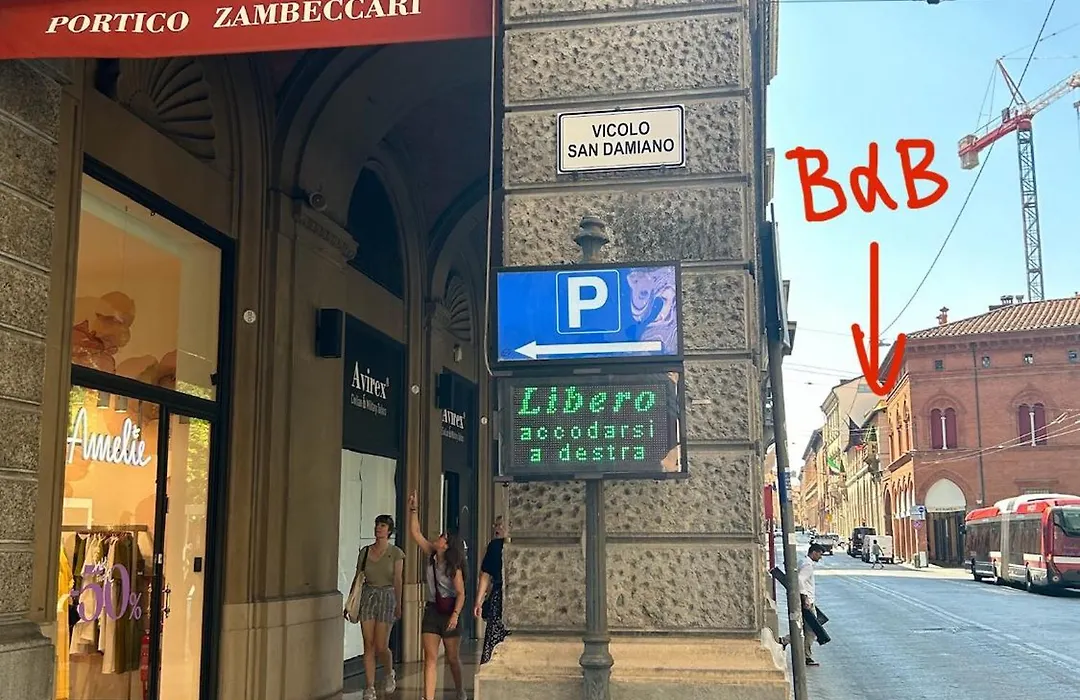 PORTICO ZAMBECCARI
VICOLO
SAN DAMIANO
BdB
P
Avirex
Avirex
Amelie
Libero
accodarsi
a destra
-50%